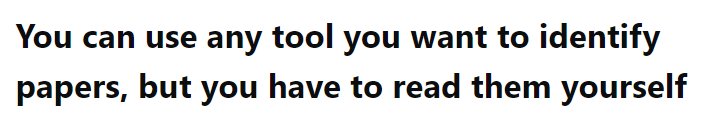 You can use any tool you want to identify
papers, but you have to read them yourself